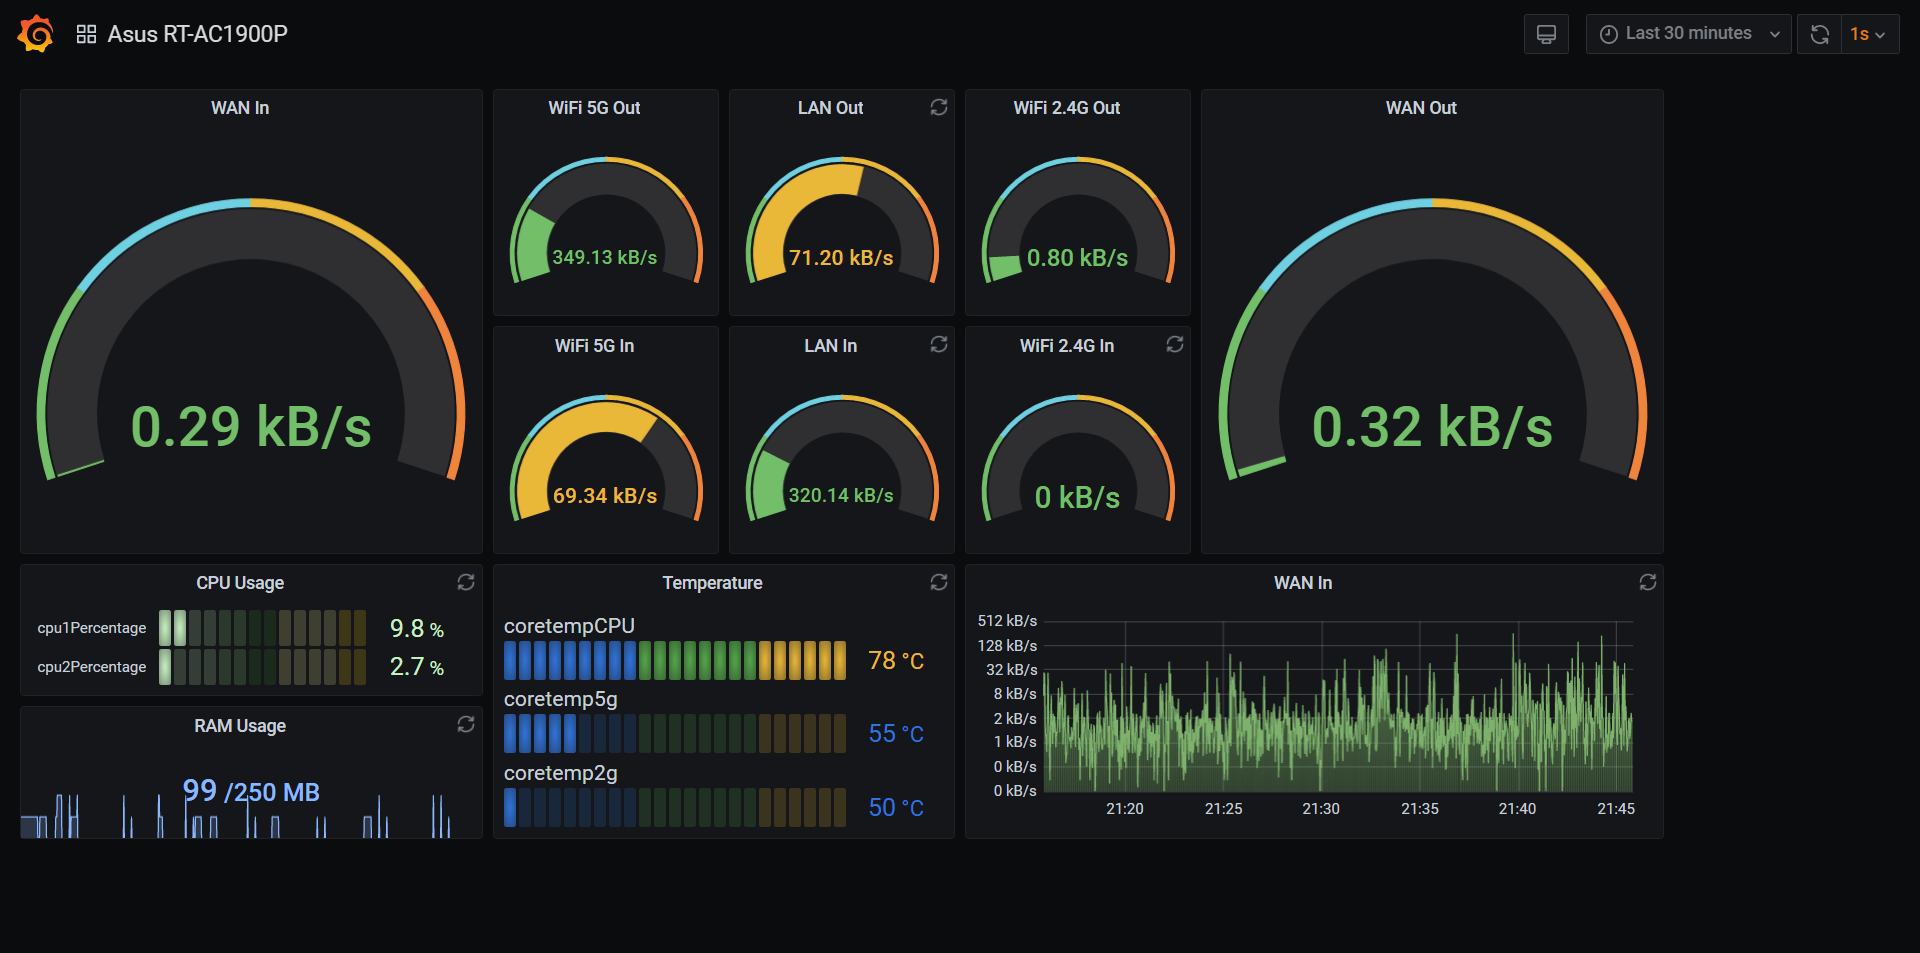 Asus RT-AC1900P
Last 30 minutes
1s
WAN In
0.29 kB/s
WiFi 5G Out
349.13 kB/s
LAN Out
71.20 kB/s
WiFi 2.4G Out
0.80 kB/s
WAN Out
0.32 kB/s
WiFi 5G In
69.34 kB/s
LAN In
320.14 kB/s
WiFi 2.4G In
0 kB/s
CPU Usage
cpu1Percentage 9.8 %
cpu2Percentage 2.7 %
RAM Usage
99 /250 MB
Temperature
coretempCPU
78 °C
coretemp5g
55 °C
coretemp2g
50 °C
WAN In
512 kB/s
128 kB/s
32 kB/s
8 kB/s
2 kB/s
1 kB/s
0 kB/s
0 kB/s
21:20 21:25 21:30 21:35 21:40 21:45